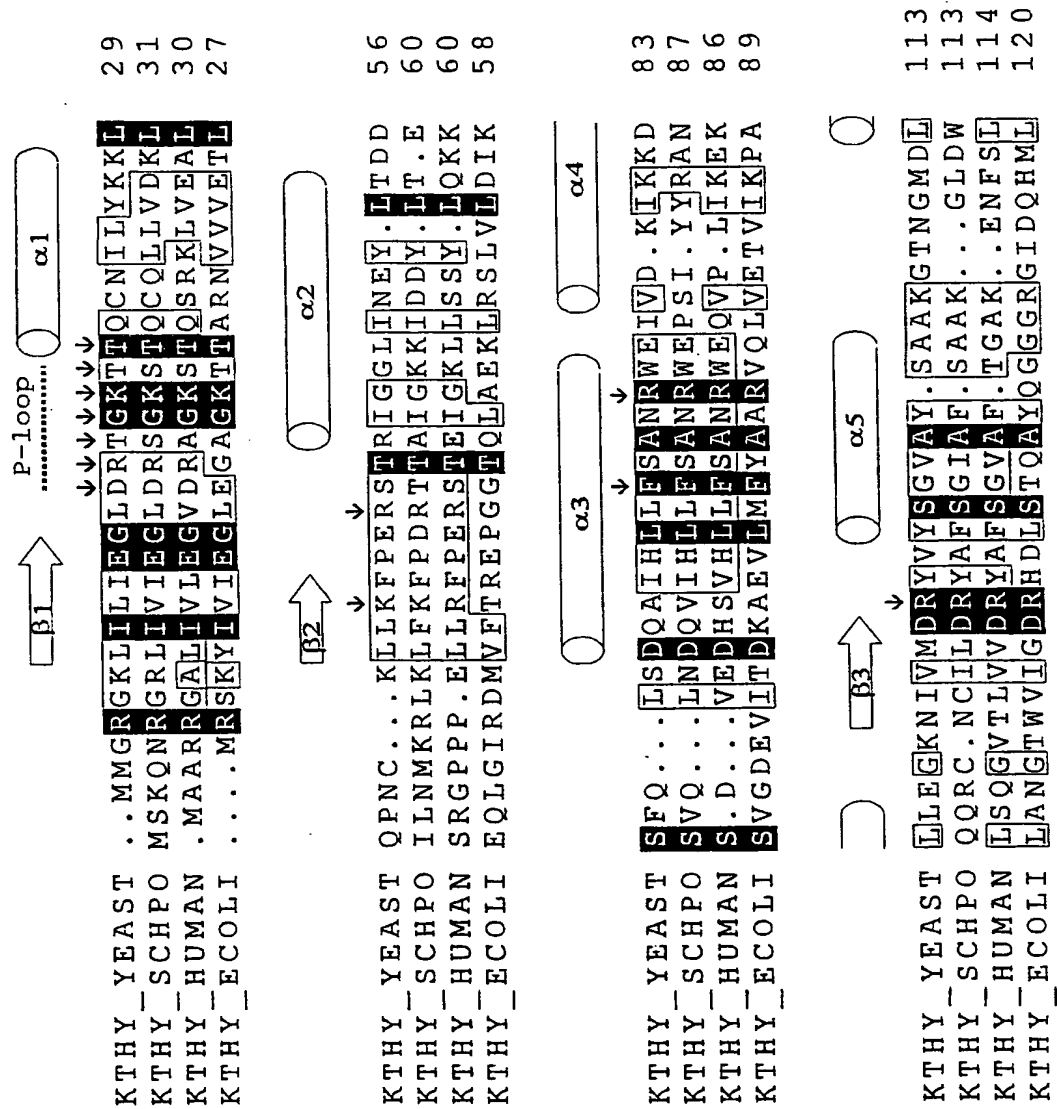 P-loop
β1 α1
↓ ↓ ↓ ↓ ↓ ↓ ↓
KTHY_YEAST ..MMGRGKLILIEGLDRTGKTTQCNILYKKL 29
KTHY_SCHPO MSKQNRGRLIVIEGLDRSGKSTQCQLLVDKL 31
KTHY_HUMAN .MAARRGALIVLEGVDRAGKSTQSRKLVEAL 30
KTHY_ECOLI ....MRSKYIVIEGLEGAGKTTARNVVVETL 27
β2 α2
↓ ↓
KTHY_YEAST QPNC...KLLKFPERSTRIGGLINEY.LTDD 56
KTHY_SCHPO ILNMKRLKLFKFPDRTTAIGKKIDDY.LT.E 60
KTHY_HUMAN SRGPPP.ELLRFPERSTEIGKLLSSY.LQKK 60
KTHY_ECOLI EQLGIRDMVFTREPGGTQLAEKLRSLVLDIK 58
α3 α4
↓ ↓
KTHY_YEAST SFQ...LSDQAIHLLFSANRWEIVD.KIKKD 83
KTHY_SCHPO SVQ...LNDQVIHLLFSANRWEPSI.YYRAN 87
KTHY_HUMAN S.D...VEDHSVHLLFSANRWEQVP.LIKEK 86
KTHY_ECOLI SVGDEVITDKAEVLMFYAARVQLVETVIKPA 89
β3 α5
↓
KTHY_YEAST LLEGKNIVMDRYVYSGVAY.SAAKGTNGMDL 113
KTHY_SCHPO QQRC.NCILDRYAFSGIAF.SAAK...GLDW 113
KTHY_HUMAN LSQGVTLVVDRYAFSGVAF.TGAK..ENFSL 114
KTHY_ECOLI LANGTWVIGDRHDLSTQAYQGGGRGIDQHML 120